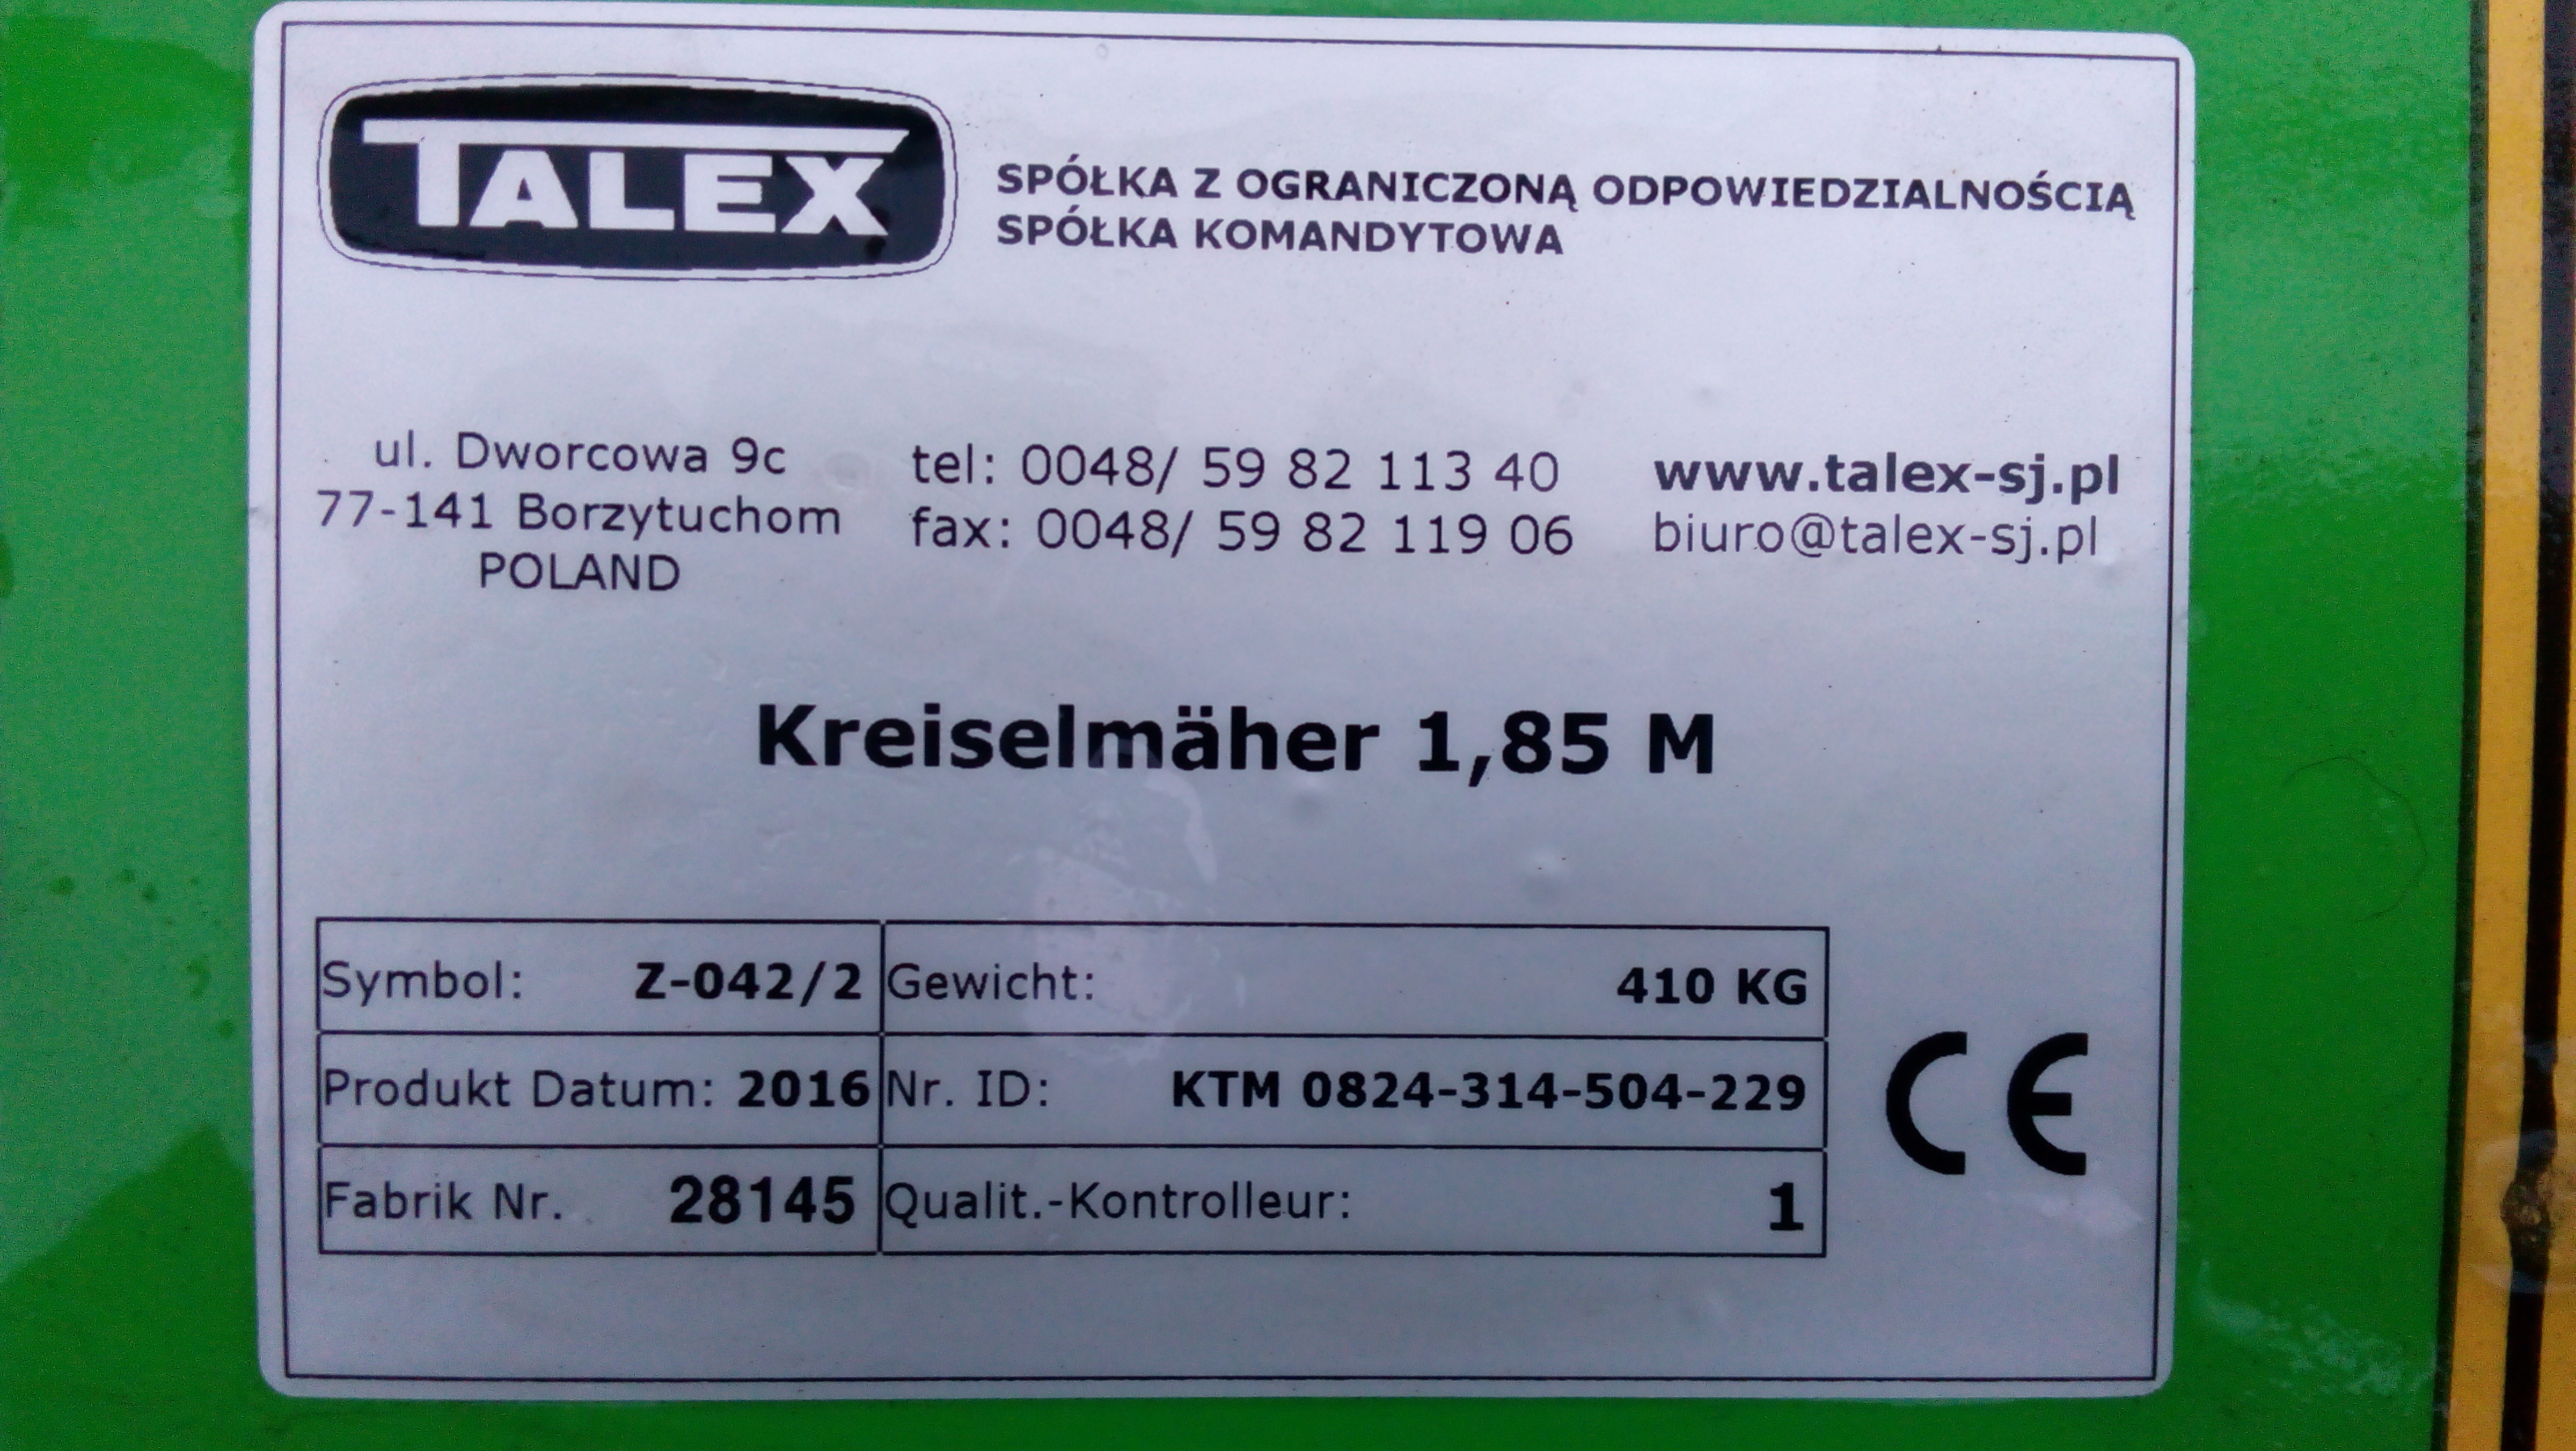 TALEX
SPÓŁKA Z OGRANICZONĄ ODPOWIEDZIALNOŚCIĄ
SPÓŁKA KOMANDYTOWA
ul. Dworcowa 9c
77-141 Borzytuchom
POLAND
tel: 0048/ 59 82 113 40
fax: 0048/ 59 82 119 06
www.talex-sj.pl
biuro@talex-sj.pl
Kreiselmäher 1,85 M
Symbol: Z-042/2 Gewicht: 410 KG
Produkt Datum: 2016 Nr. ID: KTM 0824-314-504-229
Fabrik Nr. 28145 Qualit.-Kontrolleur: 1
CE